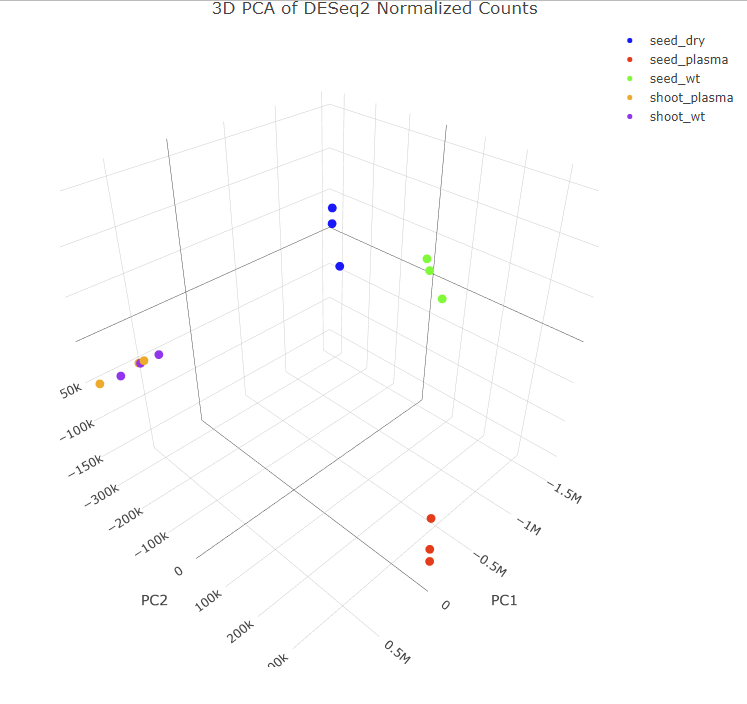 3D PCA of DESeq2 Normalized Counts
seed_dry
seed_plasma
seed_wt
shoot_plasma
shoot_wt
50k
−100k
−150k
−300k
−200k
−100k
0
100k
200k
PC2
−1.5M
−1M
−0.5M
0
0.5M
PC1